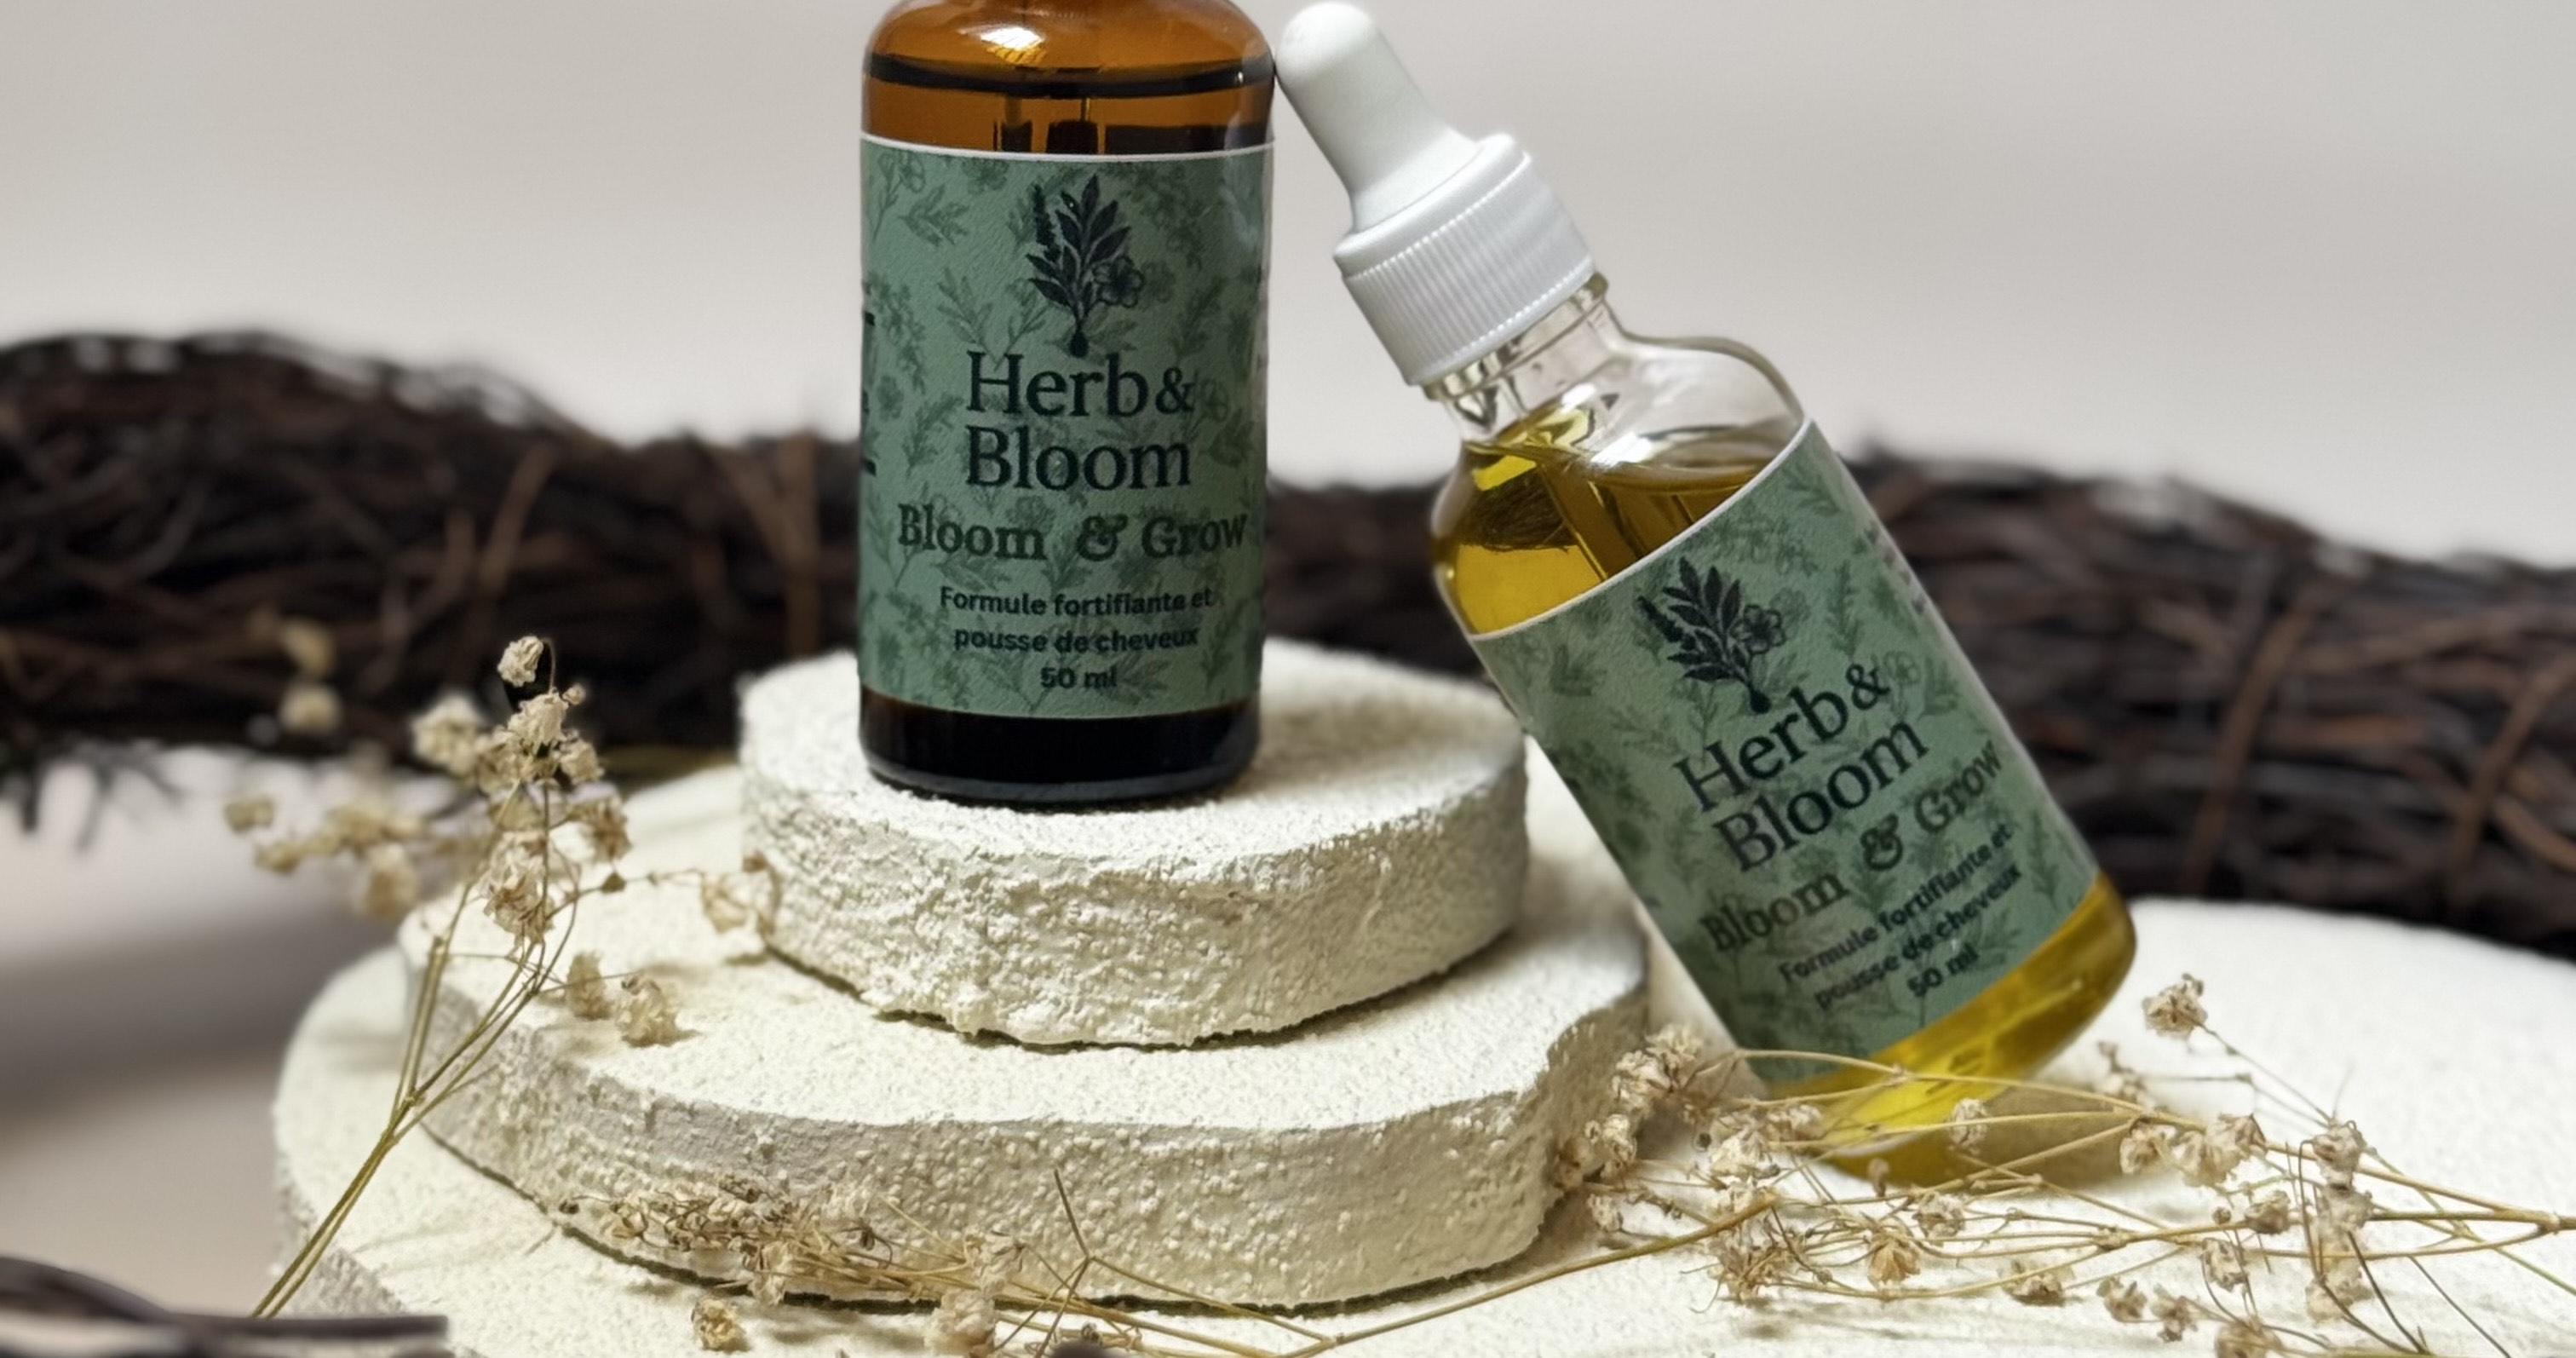 Herb &
Bloom
Bloom & Grow
Formule fortifiante et
pousse de cheveux
50 ml
Herb &
Bloom
Bloom & Grow
Formule fortifiante et
pousse de cheveux
50 ml